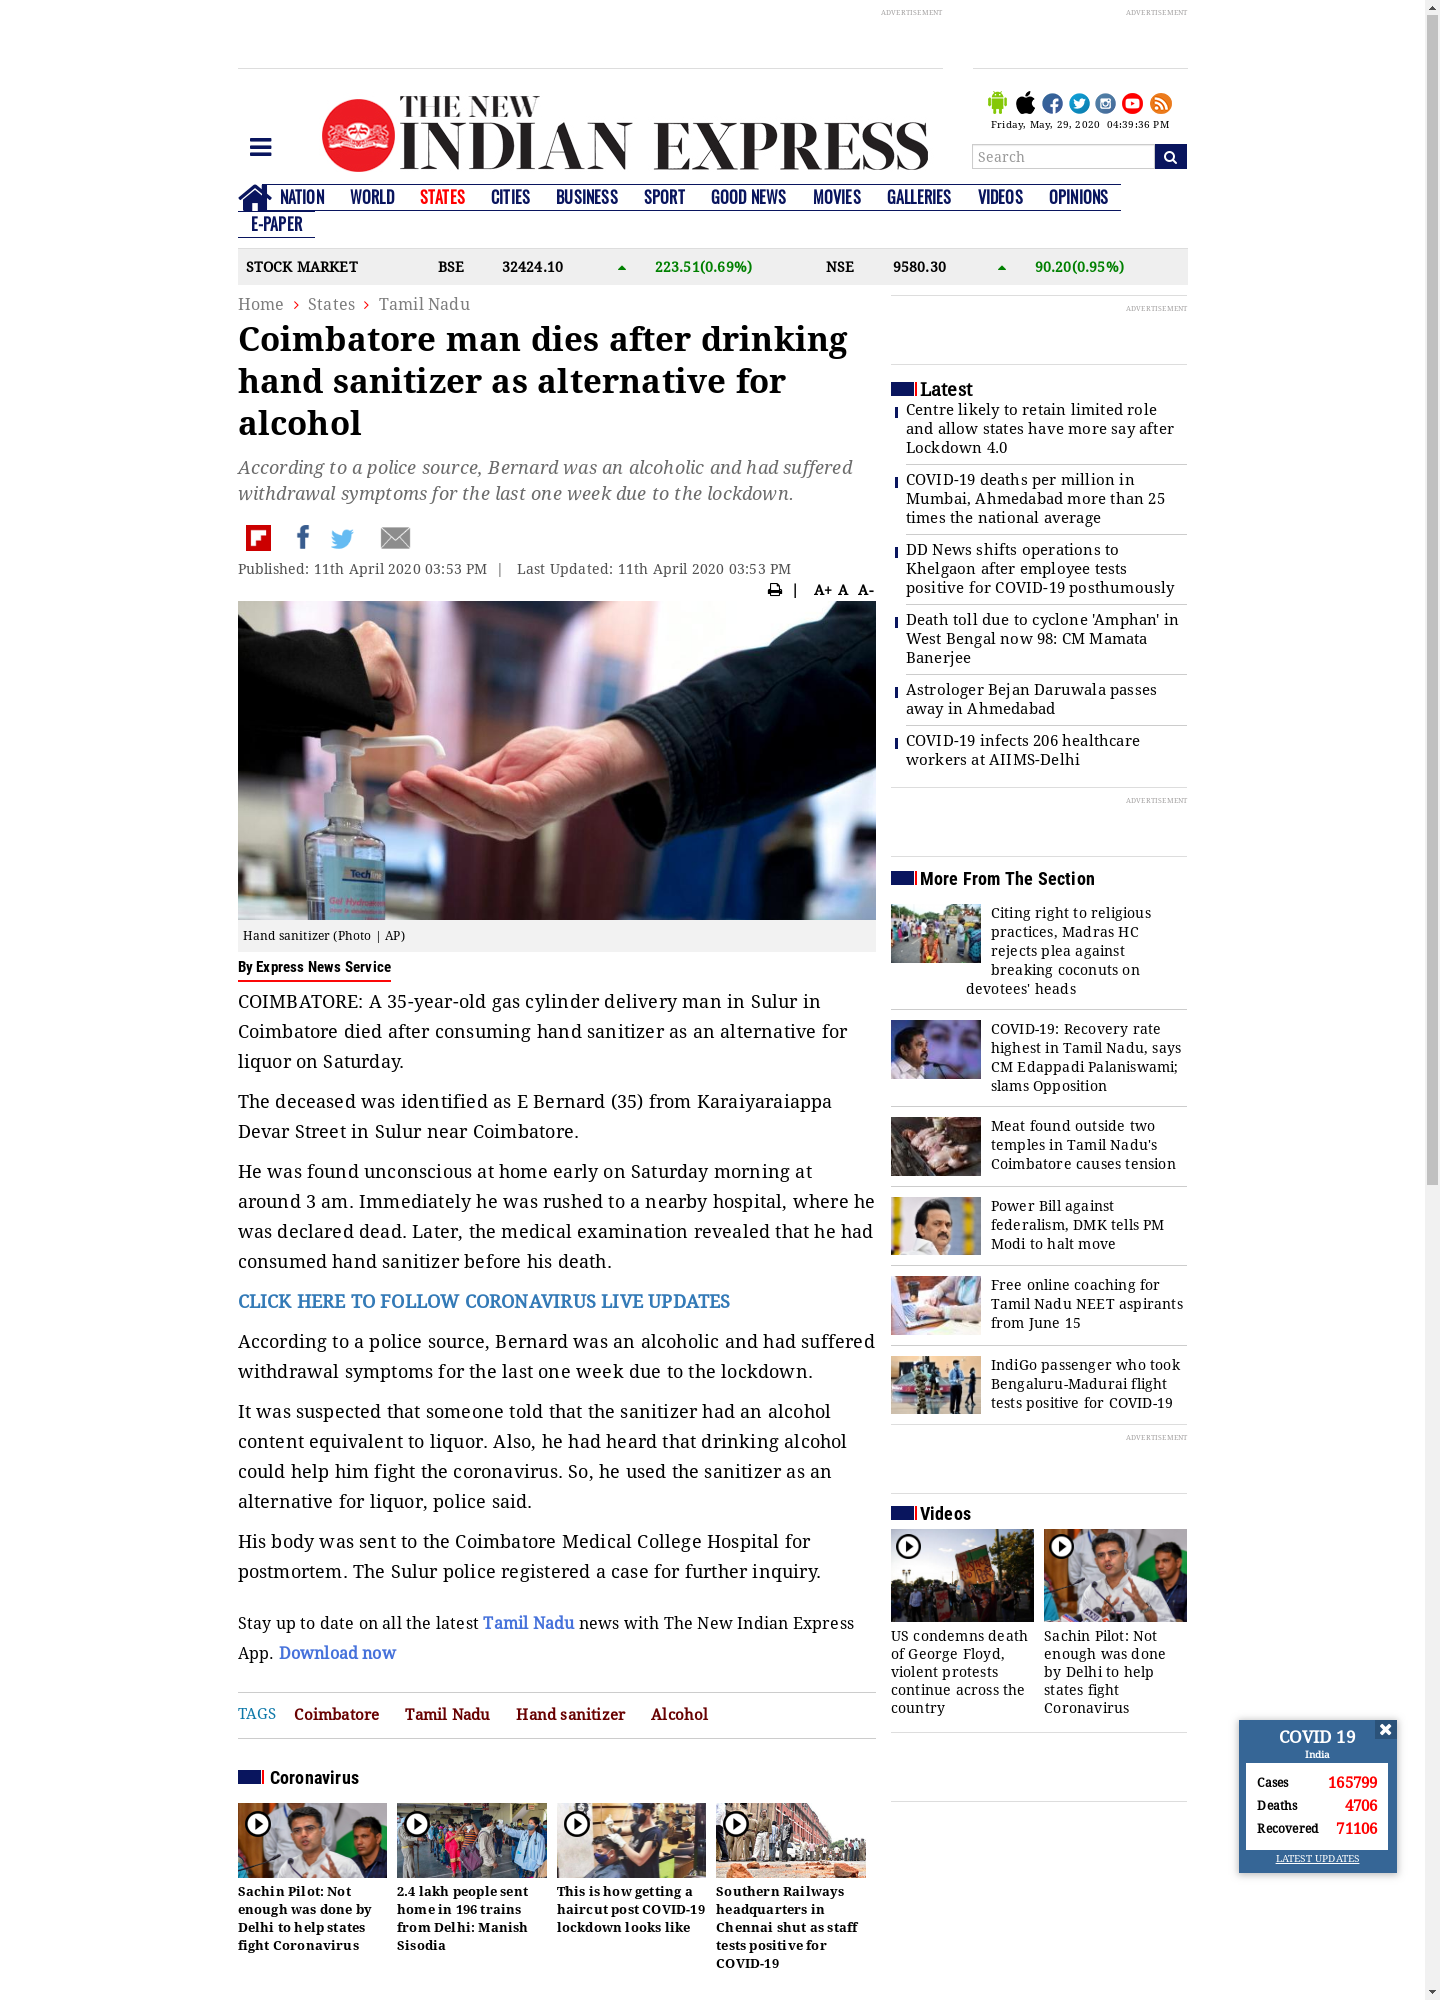 ADVERTISEMENT
ADVERTISEMENT
THE NEW
INDIAN EXPRESS
Friday, May, 29, 2020 04:39:36 PM
Search
NATION WORLD STATES CITIES BUSINESS SPORT GOOD NEWS MOVIES GALLERIES VIDEOS OPINIONS
E-PAPER
STOCK MARKET BSE 32424.10 223.51(0.69%) NSE 9580.30 90.20(0.95%)
Home States Tamil Nadu
Coimbatore man dies after drinking
hand sanitizer as alternative for
alcohol
According to a police source, Bernard was an alcoholic and had suffered
withdrawal symptoms for the last one week due to the lockdown.
Published: 11th April 2020 03:53 PM | Last Updated: 11th April 2020 03:53 PM
| A+ A A-
Tech
Hand sanitizer (Photo | AP)
By Express News Service
COIMBATORE: A 35-year-old gas cylinder delivery man in Sulur in
Coimbatore died after consuming hand sanitizer as an alternative for
liquor on Saturday.
The deceased was identified as E Bernard (35) from Karaiyaraiappa
Devar Street in Sulur near Coimbatore.
He was found unconscious at home early on Saturday morning at
around 3 am. Immediately he was rushed to a nearby hospital, where he
was declared dead. Later, the medical examination revealed that he had
consumed hand sanitizer before his death.
CLICK HERE TO FOLLOW CORONAVIRUS LIVE UPDATES
According to a police source, Bernard was an alcoholic and had suffered
withdrawal symptoms for the last one week due to the lockdown.
It was suspected that someone told that the sanitizer had an alcohol
content equivalent to liquor. Also, he had heard that drinking alcohol
could help him fight the coronavirus. So, he used the sanitizer as an
alternative for liquor, police said.
His body was sent to the Coimbatore Medical College Hospital for
postmortem. The Sulur police registered a case for further inquiry.
Stay up to date on all the latest Tamil Nadu news with The New Indian Express
App. Download now
TAGS Coimbatore Tamil Nadu Hand sanitizer Alcohol
Coronavirus
Sachin Pilot: Not
enough was done by
Delhi to help states
fight Coronavirus
2.4 lakh people sent
home in 196 trains
from Delhi: Manish
Sisodia
This is how getting a
haircut post COVID-19
lockdown looks like
Southern Railways
headquarters in
Chennai shut as staff
tests positive for
COVID-19
ADVERTISEMENT
Latest
Centre likely to retain limited role
and allow states have more say after
Lockdown 4.0
COVID-19 deaths per million in
Mumbai, Ahmedabad more than 25
times the national average
DD News shifts operations to
Khelgaon after employee tests
positive for COVID-19 posthumously
Death toll due to cyclone 'Amphan' in
West Bengal now 98: CM Mamata
Banerjee
Astrologer Bejan Daruwala passes
away in Ahmedabad
COVID-19 infects 206 healthcare
workers at AIIMS-Delhi
ADVERTISEMENT
More From The Section
Citing right to religious
practices, Madras HC
rejects plea against
breaking coconuts on
devotees' heads
COVID-19: Recovery rate
highest in Tamil Nadu, says
CM Edappadi Palaniswami;
slams Opposition
Meat found outside two
temples in Tamil Nadu's
Coimbatore causes tension
Power Bill against
federalism, DMK tells PM
Modi to halt move
Free online coaching for
Tamil Nadu NEET aspirants
from June 15
IndiGo passenger who took
Bengaluru-Madurai flight
tests positive for COVID-19
ADVERTISEMENT
Videos
US condemns death
of George Floyd,
violent protests
continue across the
country
Sachin Pilot: Not
enough was done
by Delhi to help
states fight
Coronavirus
COVID 19
India
Cases 165799
Deaths 4706
Recovered 71106
LATEST UPDATES